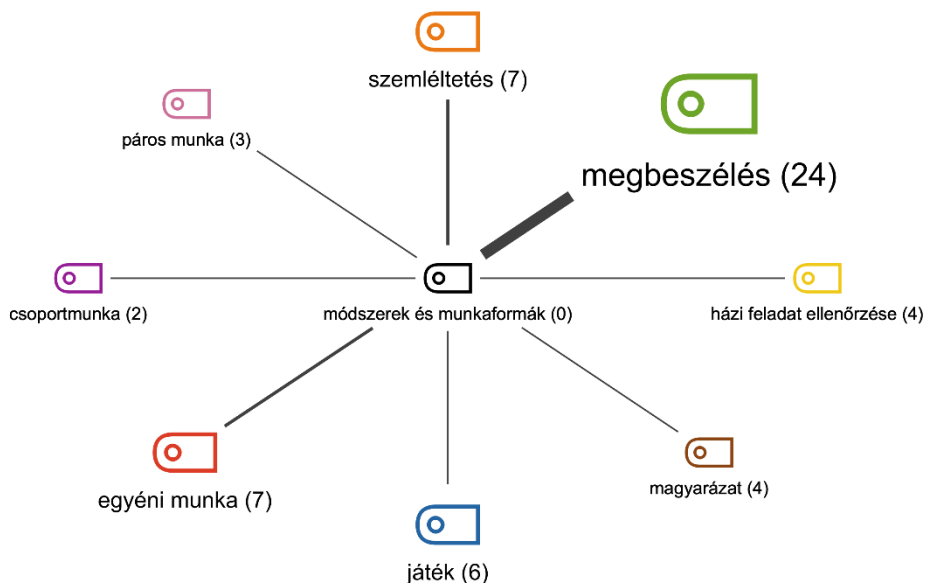 szemléltetés (7)
páros munka (3)
megbeszélés (24)
csoportmunka (2)
módszerek és munkaformák (0)
házi feladat ellenőrzése (4)
egyéni munka (7)
magyarázat (4)
játék (6)